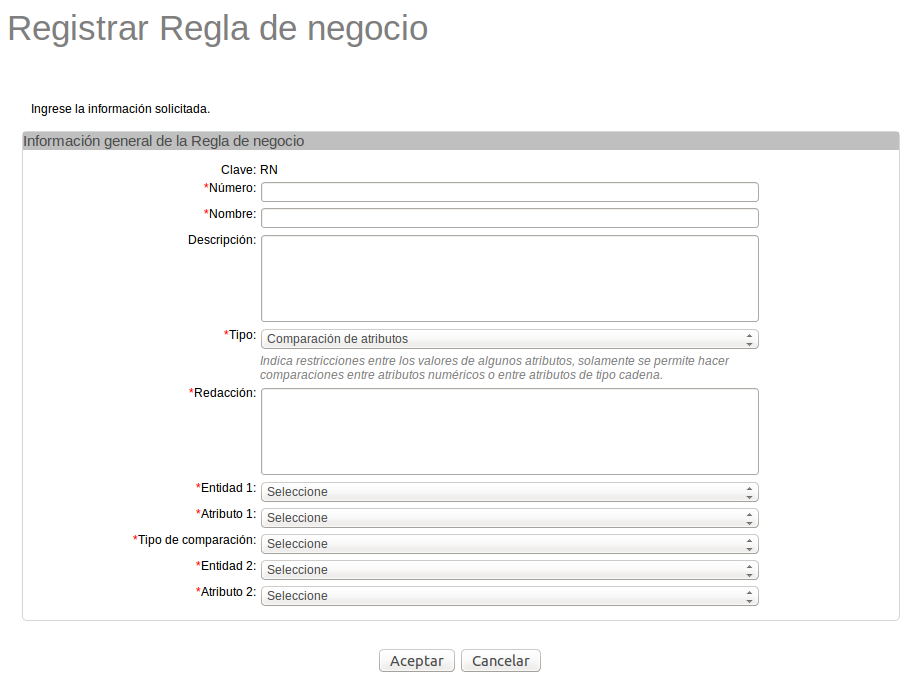 Registrar Regla de negocio
Ingrese la información solicitada.
Información general de la Regla de negocio
Clave: RN
*Número:
*Nombre:
Descripción:
*Tipo: Comparación de atributos
Indica restricciones entre los valores de algunos atributos, solamente se permite hacer
comparaciones entre atributos numéricos o entre atributos de tipo cadena.
*Redacción:
*Entidad 1: Seleccione
*Atributo 1: Seleccione
*Tipo de comparación: Seleccione
*Entidad 2: Seleccione
*Atributo 2: Seleccione
Aceptar Cancelar